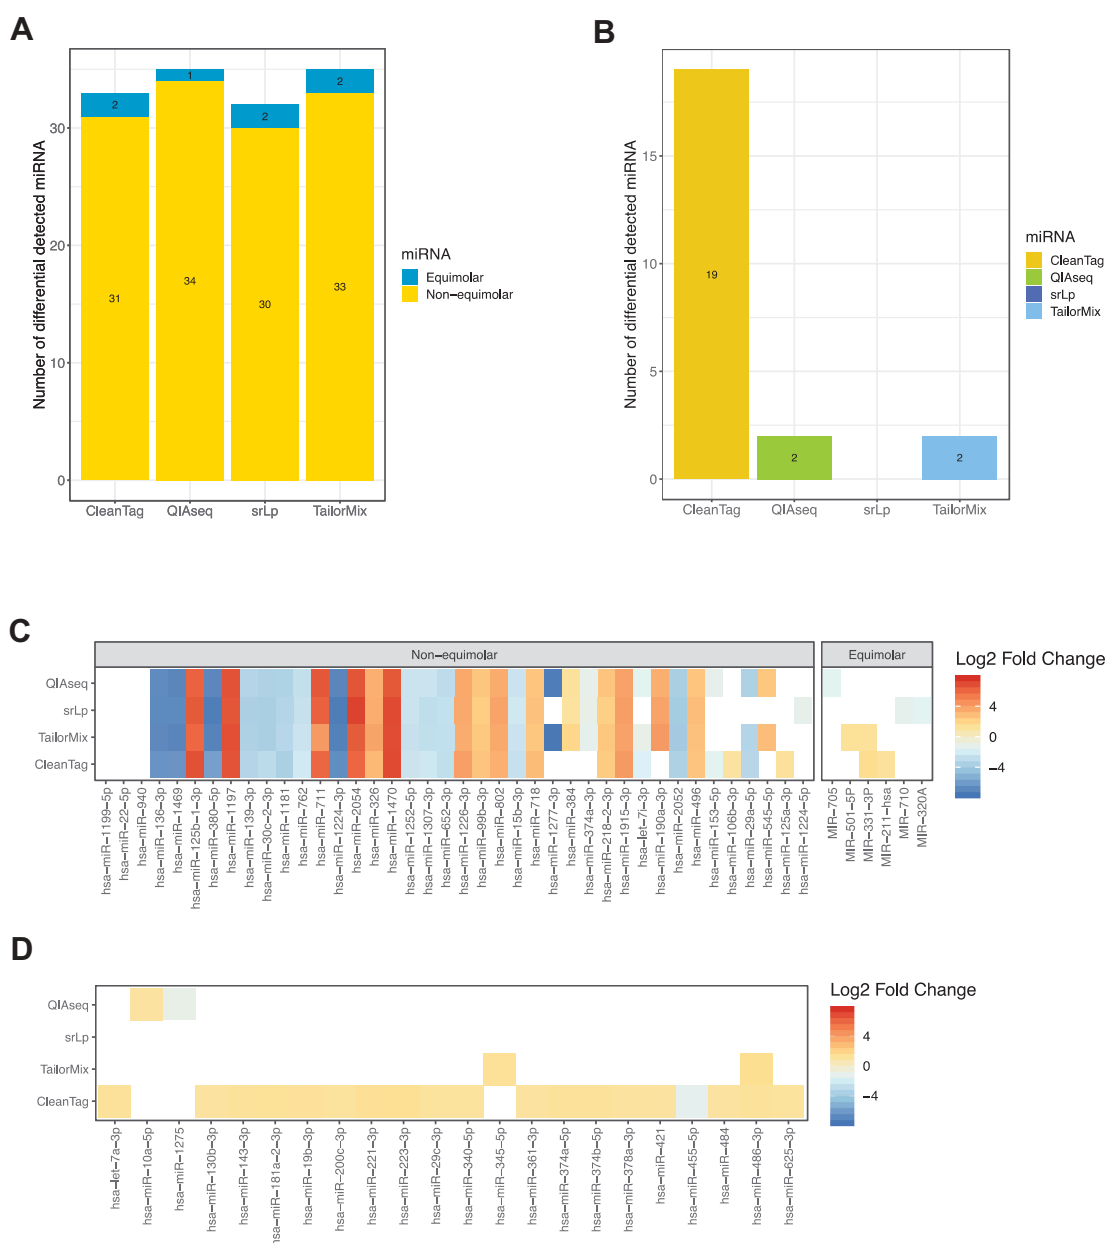 A
Number of differential detected miRNA
30
20
10
0
2
1
2
2
31
34
30
33
CleanTag
QIAseq
srLp
TailorMix
miRNA
Equimolar
Non−equimolar
B
Number of differential detected miRNA
15
10
5
0
19
2
2
CleanTag
QIAseq
srLp
TailorMix
miRNA
CleanTag
QIAseq
srLp
TailorMix
C
Non−equimolar
Equimolar
QIAseq
srLp
TailorMix
CleanTag
hsa−miR−1199−5p
hsa−miR−22−5p
hsa−miR−940
hsa−miR−136−3p
hsa−miR−1469
hsa−miR−125b−1−3p
hsa−miR−380−5p
hsa−miR−1197
hsa−miR−139−3p
hsa−miR−30c−2−3p
hsa−miR−1181
hsa−miR−762
hsa−miR−711
hsa−miR−1224−3p
hsa−miR−2054
hsa−miR−326
hsa−miR−1470
hsa−miR−1252−5p
hsa−miR−1307−3p
hsa−miR−652−3p
hsa−miR−1226−3p
hsa−miR−99b−3p
hsa−miR−802
hsa−miR−15b−3p
hsa−miR−718
hsa−miR−1277−3p
hsa−miR−384
hsa−miR−374a−3p
hsa−miR−218−2−3p
hsa−miR−1915−3p
hsa−let−7i−3p
hsa−miR−190a−3p
hsa−miR−2052
hsa−miR−496
hsa−miR−153−5p
hsa−miR−106b−3p
hsa−miR−29a−5p
hsa−miR−545−5p
hsa−miR−125a−3p
hsa−miR−1224−5p
MIR−705
MIR−501−5P
MIR−331−3P
MIR−211−hsa
MIR−710
MIR−320A
Log2 Fold Change
4
0
−4
D
QIAseq
srLp
TailorMix
CleanTag
hsa−let−7a−3p
hsa−miR−10a−5p
hsa−miR−1275
hsa−miR−130b−3p
hsa−miR−143−3p
hsa−miR−181a−2−3p
hsa−miR−19b−3p
hsa−miR−200c−3p
hsa−miR−221−3p
hsa−miR−223−3p
hsa−miR−29c−3p
hsa−miR−340−5p
hsa−miR−345−5p
hsa−miR−361−3p
hsa−miR−374a−5p
hsa−miR−374b−5p
hsa−miR−378a−3p
hsa−miR−421
hsa−miR−455−5p
hsa−miR−484
hsa−miR−486−3p
hsa−miR−625−3p
Log2 Fold Change
4
0
−4